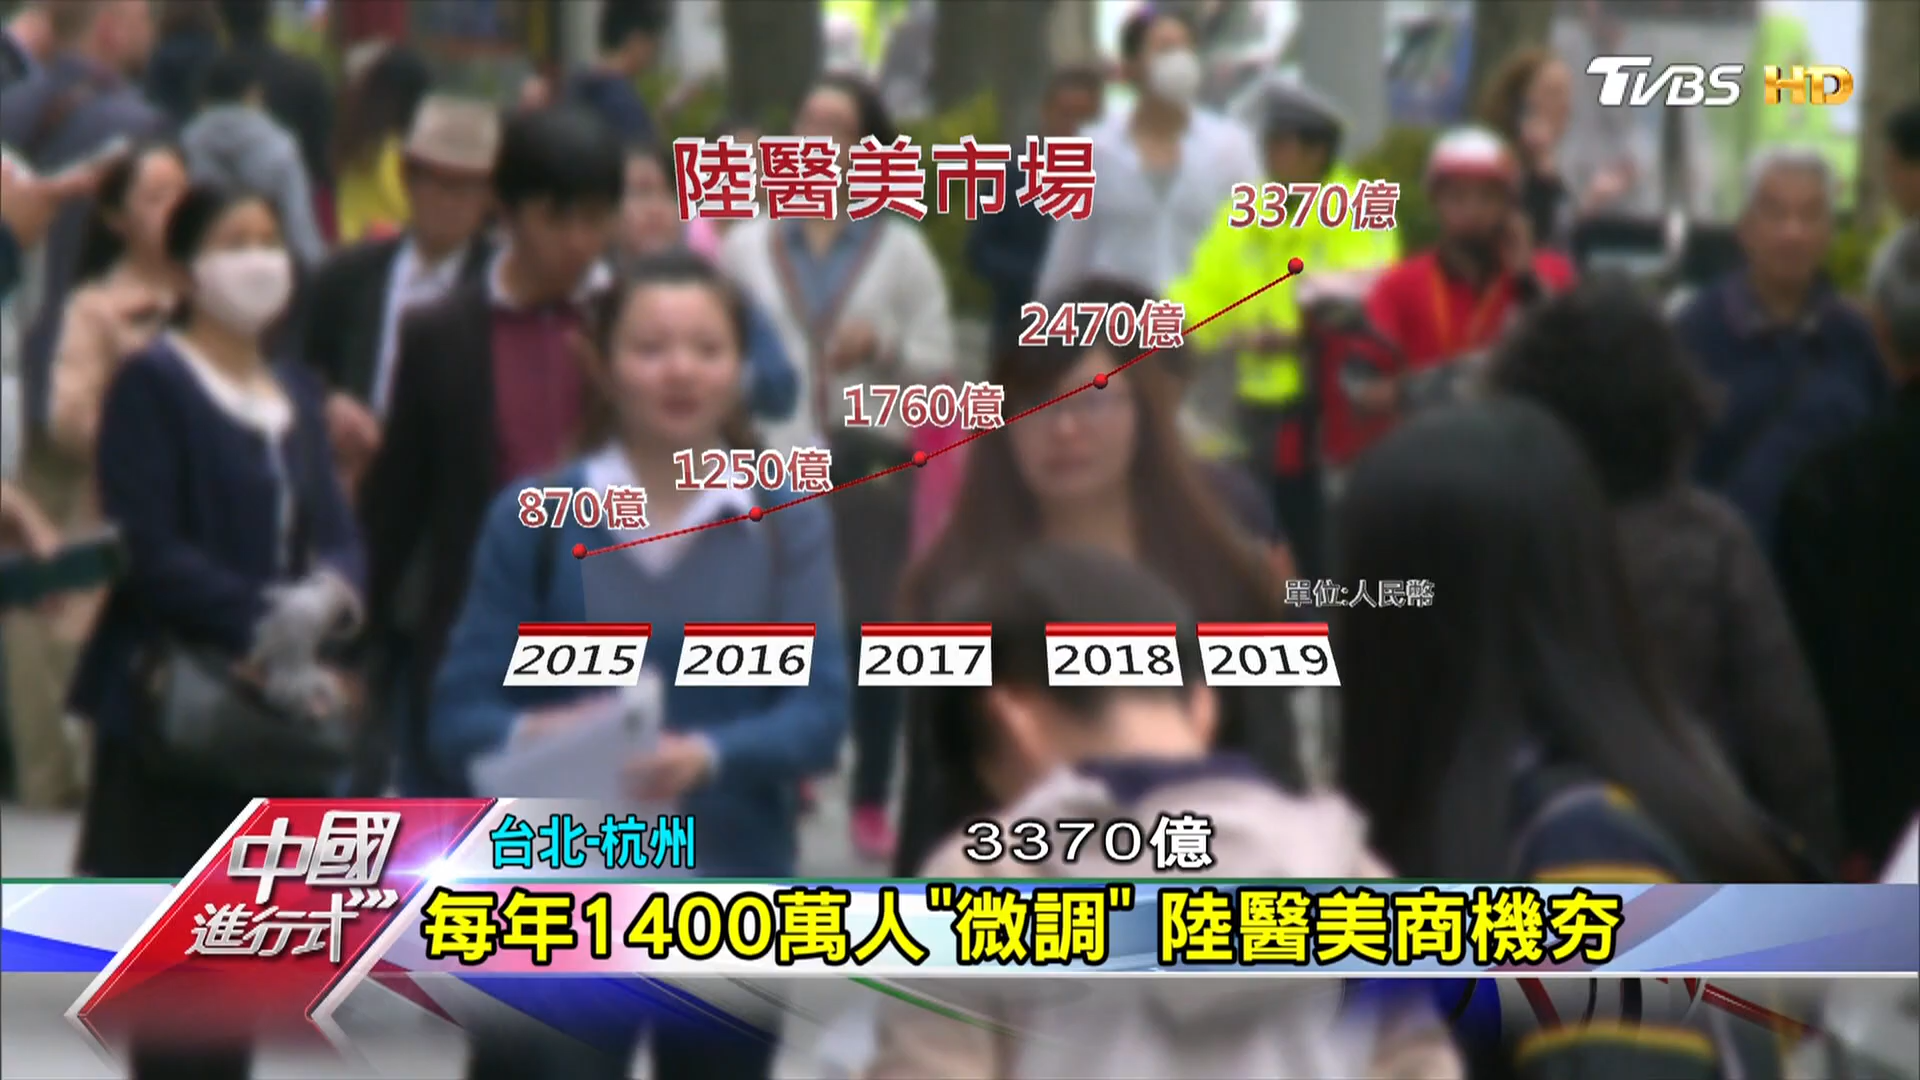 TVBS HD
陸醫美市場
3370億
2470億
1760億
1250億
870億
單位:人民幣
2015 2016 2017 2018 2019
台北-杭州
3370億
中國進行式
每年1400萬人"微調" 陸醫美商機夯